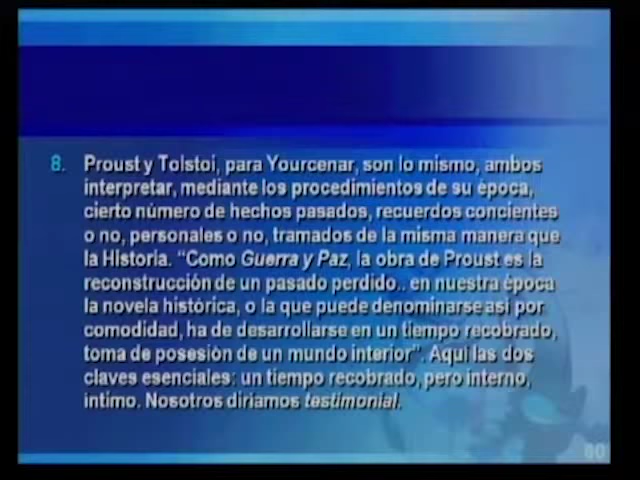 8. Proust y Tolstoi, para Yourcenar, son lo mismo, ambos
interpretar, mediante los procedimientos de su época,
cierto número de hechos pasados, recuerdos concientes
o no, personales o no, tramados de la misma manera que
la Historia. “Como Guerra y Paz, la obra de Proust es la
reconstrucción de un pasado perdido.. en nuestra época
la novela histórica, o la que puede denominarse así por
comodidad, ha de desarrollarse en un tiempo recobrado,
toma de posesión de un mundo interior”. Aquí las dos
claves esenciales: un tiempo recobrado, pero interno,
íntimo. Nosotros diríamos testimonial.
60